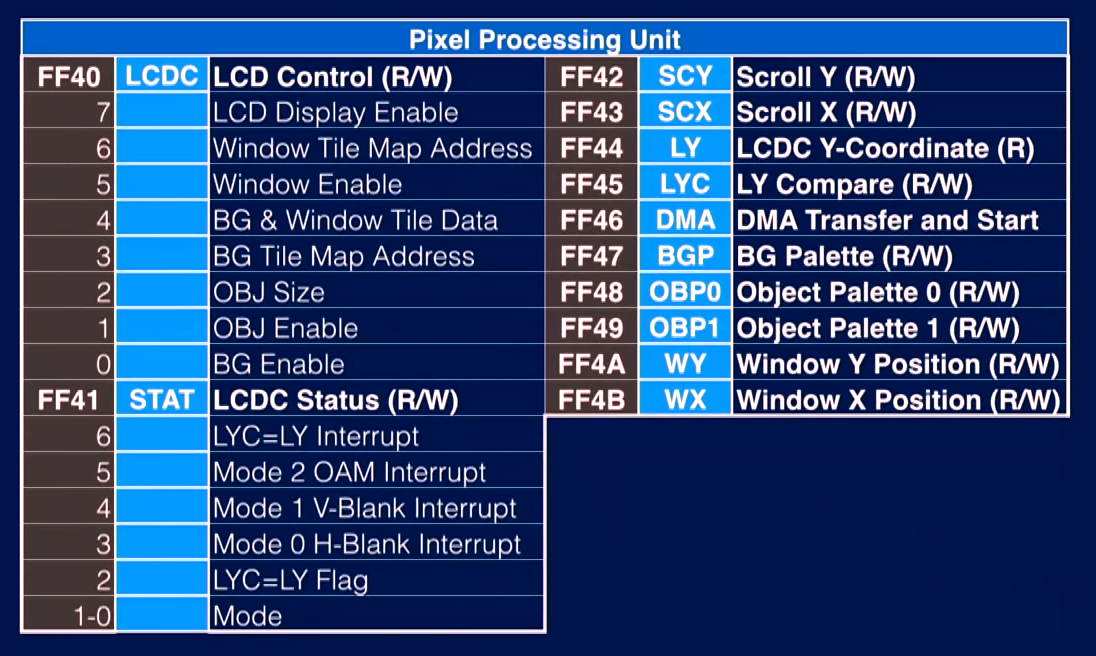 Pixel Processing Unit
FF40 LCDC LCD Control (R/W)
7 LCD Display Enable
6 Window Tile Map Address
5 Window Enable
4 BG & Window Tile Data
3 BG Tile Map Address
2 OBJ Size
1 OBJ Enable
0 BG Enable
FF41 STAT LCDC Status (R/W)
6 LYC=LY Interrupt
5 Mode 2 OAM Interrupt
4 Mode 1 V-Blank Interrupt
3 Mode 0 H-Blank Interrupt
2 LYC=LY Flag
1-0 Mode
FF42 SCY Scroll Y (R/W)
FF43 SCX Scroll X (R/W)
FF44 LY LCDC Y-Coordinate (R)
FF45 LYC LY Compare (R/W)
FF46 DMA DMA Transfer and Start
FF47 BGP BG Palette (R/W)
FF48 OBP0 Object Palette 0 (R/W)
FF49 OBP1 Object Palette 1 (R/W)
FF4A WY Window Y Position (R/W)
FF4B WX Window X Position (R/W)